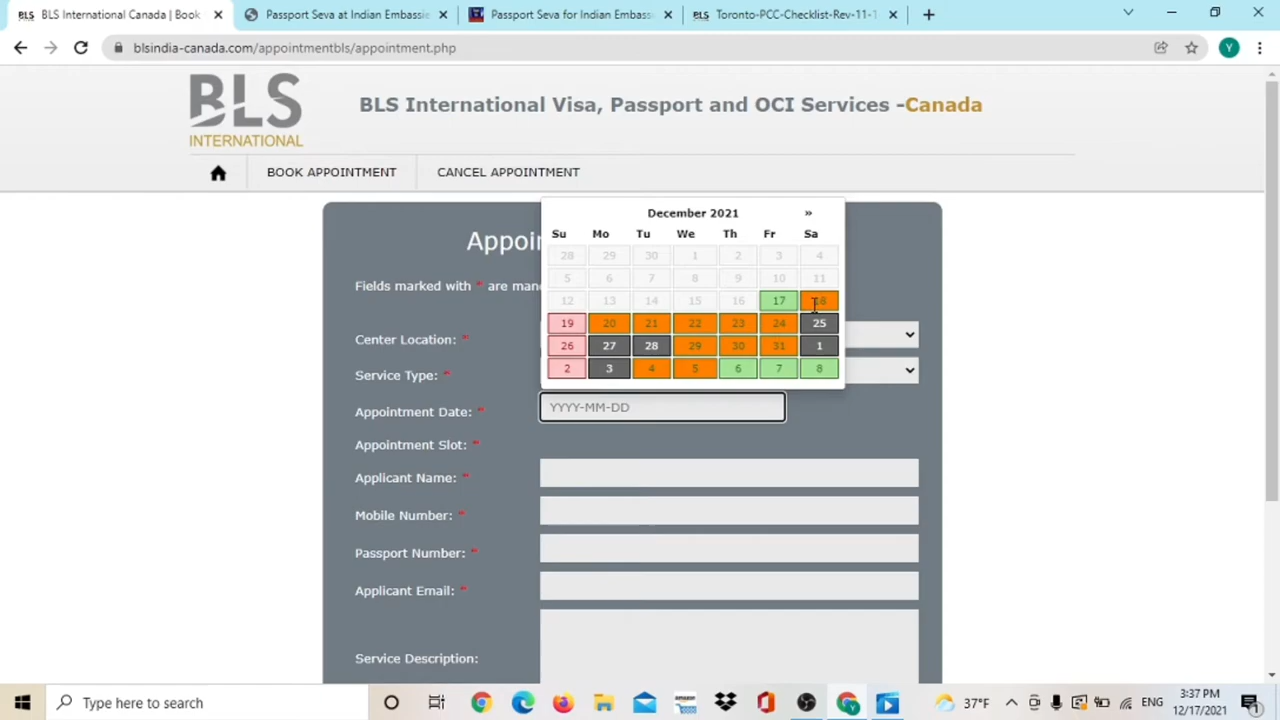 BLS International Canada | Book
Passport Seva at Indian Embassie
Passport Seva for Indian Embass
Toronto-PCC-Checklist-Rev-11-1
blsindia-canada.com/appointmentbls/appointment.php
Y
BLS
INTERNATIONAL
BLS International Visa, Passport and OCI Services -Canada
BOOK APPOINTMENT
CANCEL APPOINTMENT
December 2021 »
Su Mo Tu We Th Fr Sa
28 29 30 1 2 3 4
5 6 7 8 9 10 11
12 13 14 15 16 17 18
19 20 21 22 23 24 25
26 27 28 29 30 31 1
2 3 4 5 6 7 8
Appoi
Fields marked with * are man
Center Location: *
Service Type: *
Appointment Date: * YYYY-MM-DD
Appointment Slot: *
Applicant Name: *
Mobile Number: *
Passport Number: *
Applicant Email: *
Service Description:
Type here to search
37°F
ENG
3:37 PM
12/17/2021